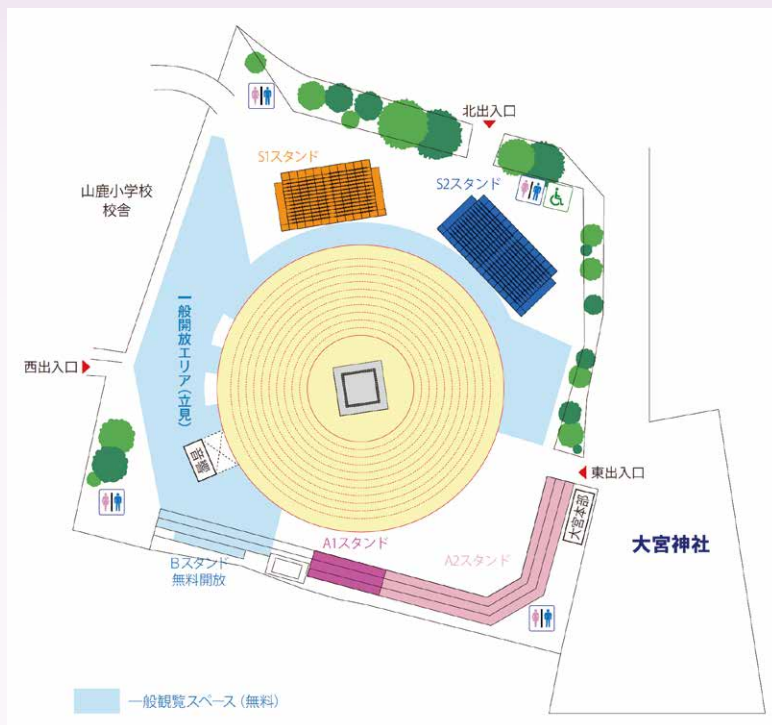 北出入口
S1スタンド
S2スタンド
山鹿小学校
校舎
一般開放エリア(立見)
西出入口
音響
東出入口
大宮本部
大宮神社
A1スタンド
A2スタンド
Bスタンド
無料開放
一般観覧スペース(無料)